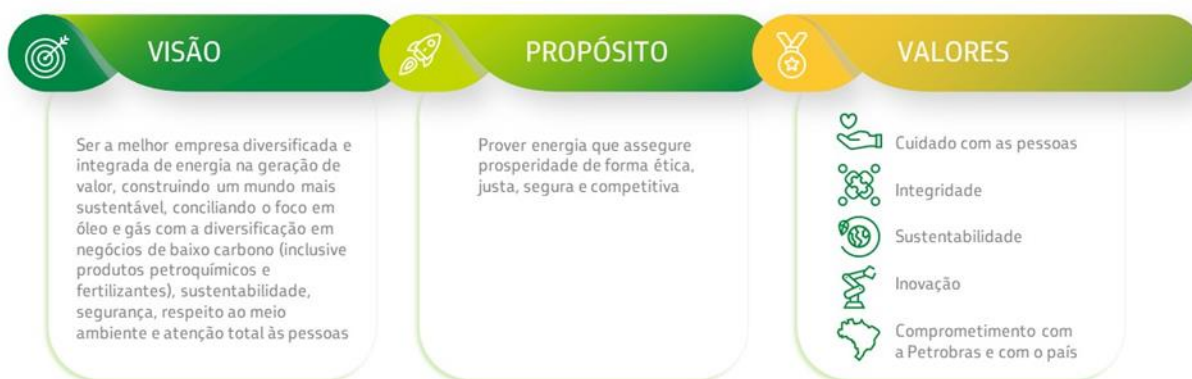 VISÃO
Ser a melhor empresa diversificada e
integrada de energia na geração de
valor, construindo um mundo mais
sustentável, conciliando o foco em
óleo e gás com a diversificação em
negócios de baixo carbono (inclusive
produtos petroquímicos e
fertilizantes), sustentabilidade,
segurança, respeito ao meio
ambiente e atenção total às pessoas
PROPÓSITO
Prover energia que assegure
prosperidade de forma ética,
justa, segura e competitiva
VALORES
Cuidado com as pessoas
Integridade
Sustentabilidade
Inovação
Comprometimento com
a Petrobras e com o país